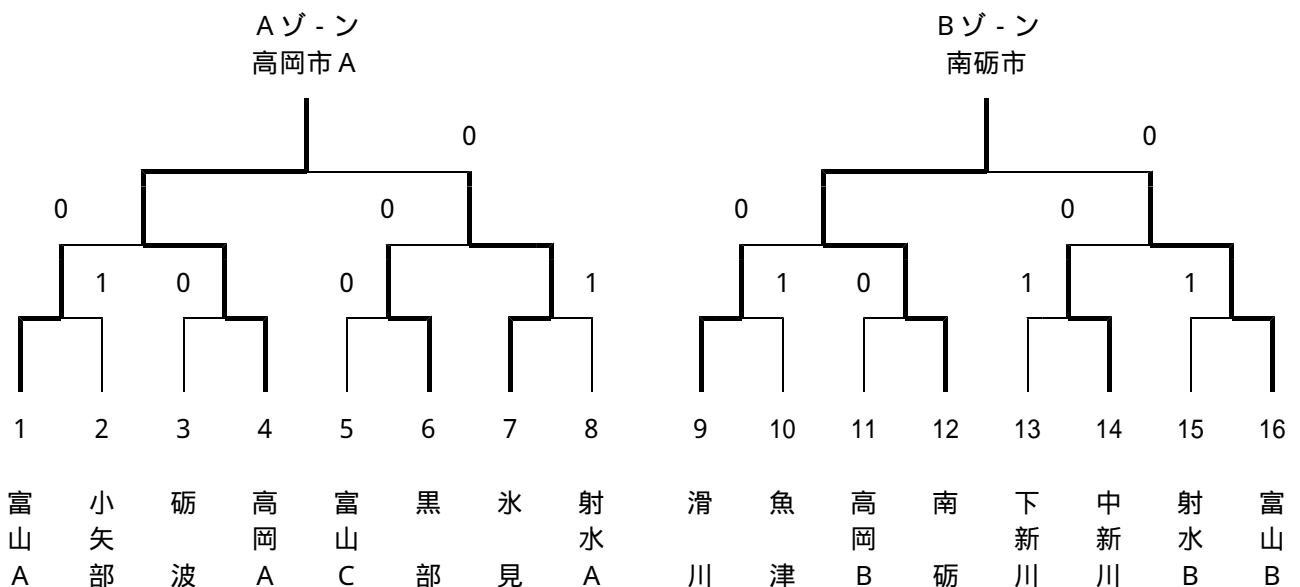 Aゾ-ン Bゾ-ン
高岡市A 南砺市
0 0
0 0 0 0
1 0 0 1 1 0 1 1
1 2 3 4 5 6 7 8 9 10 11 12 13 14 15 16
富山A 小矢部 砺波 高岡A 富山C 黒部 氷見 射水A 滑川 魚津 高岡B 南砺 下新川 中新川 射水B 富山B